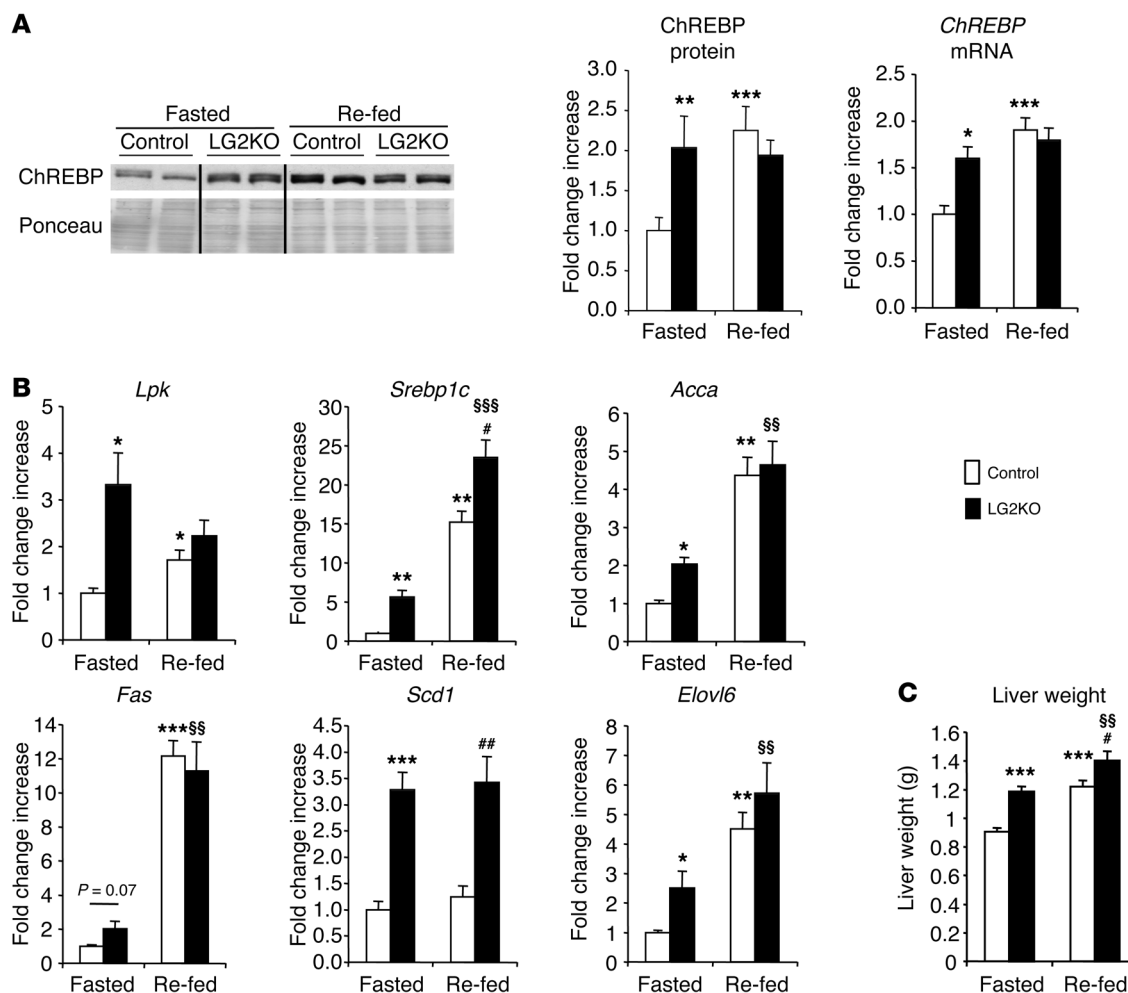 A
Fasted Re-fed
Control LG2KO Control LG2KO
ChREBP
Ponceau
ChREBP
protein
Fold change increase
3.0
2.5
2.0
1.5
1.0
0.5
0.0
**
***
Fasted Re-fed
ChREBP
mRNA
Fold change increase
2.5
2.0
1.5
1.0
0.5
0.0
*
***
Fasted Re-fed
B
Lpk
Fold change increase
5
4
3
2
1
0
*
*
Fasted Re-fed
Srebp1c
Fold change increase
30
25
20
15
10
5
0
**
**
§§§
#
Fasted Re-fed
Acca
Fold change increase
6
5
4
3
2
1
0
*
**
§§
Fasted Re-fed
Control
LG2KO
Fas
Fold change increase
14
12
10
8
6
4
2
0
P = 0.07
***§§
Fasted Re-fed
Scd1
Fold change increase
4.5
4.0
3.5
3.0
2.5
2.0
1.5
1.0
0.5
0.0
***
##
Fasted Re-fed
Elovl6
Fold change increase
8
7
6
5
4
3
2
1
0
*
**
§§
Fasted Re-fed
C
Liver weight
Liver weight (g)
1.6
1.4
1.2
1
0.8
0.6
0.4
0.2
0
***
***
§§
#
Fasted Re-fed